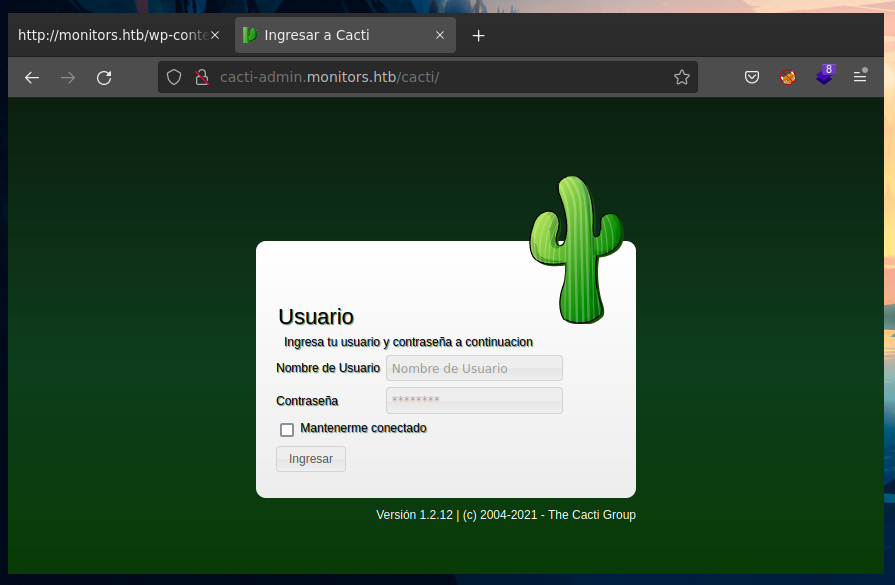 http://monitors.htb/wp-conte
Ingresar a Cacti
cacti-admin.monitors.htb/cacti/
8
Usuario
Ingresa tu usuario y contraseña a continuacion
Nombre de Usuario
Nombre de Usuario
Contraseña
********
Mantenerme conectado
Ingresar
Versión 1.2.12 | (c) 2004-2021 - The Cacti Group